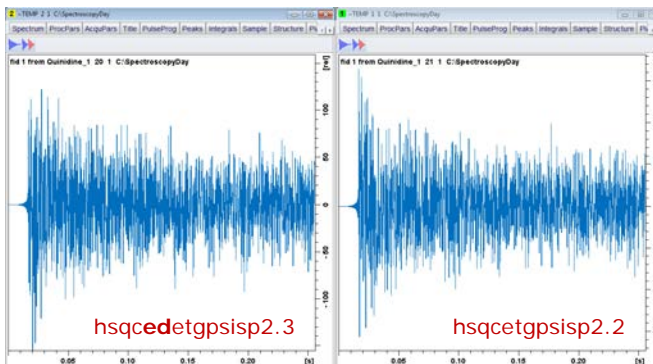 2 ~TEMP 2 1 C:\SpectroscopyDay
Spectrum ProcPars AcquPars Title PulseProg Peaks Integrals Sample Structure
fid 1 from Quinidine_1 20 1 C:\SpectroscopyDay
[rel]
100
50
0
-50
-100
hsqcedetgpsisp2.3
0.05 0.10 0.15 0.20 [s]
1 ~TEMP 1 1 C:\SpectroscopyDay
Spectrum ProcPars AcquPars Title PulseProg Peaks Integrals Sample Structure
fid 1 from Quinidine_1 21 1 C:\SpectroscopyDay
hsqcetgpsisp2.2
0.05 0.10 0.15 0.20 [s]